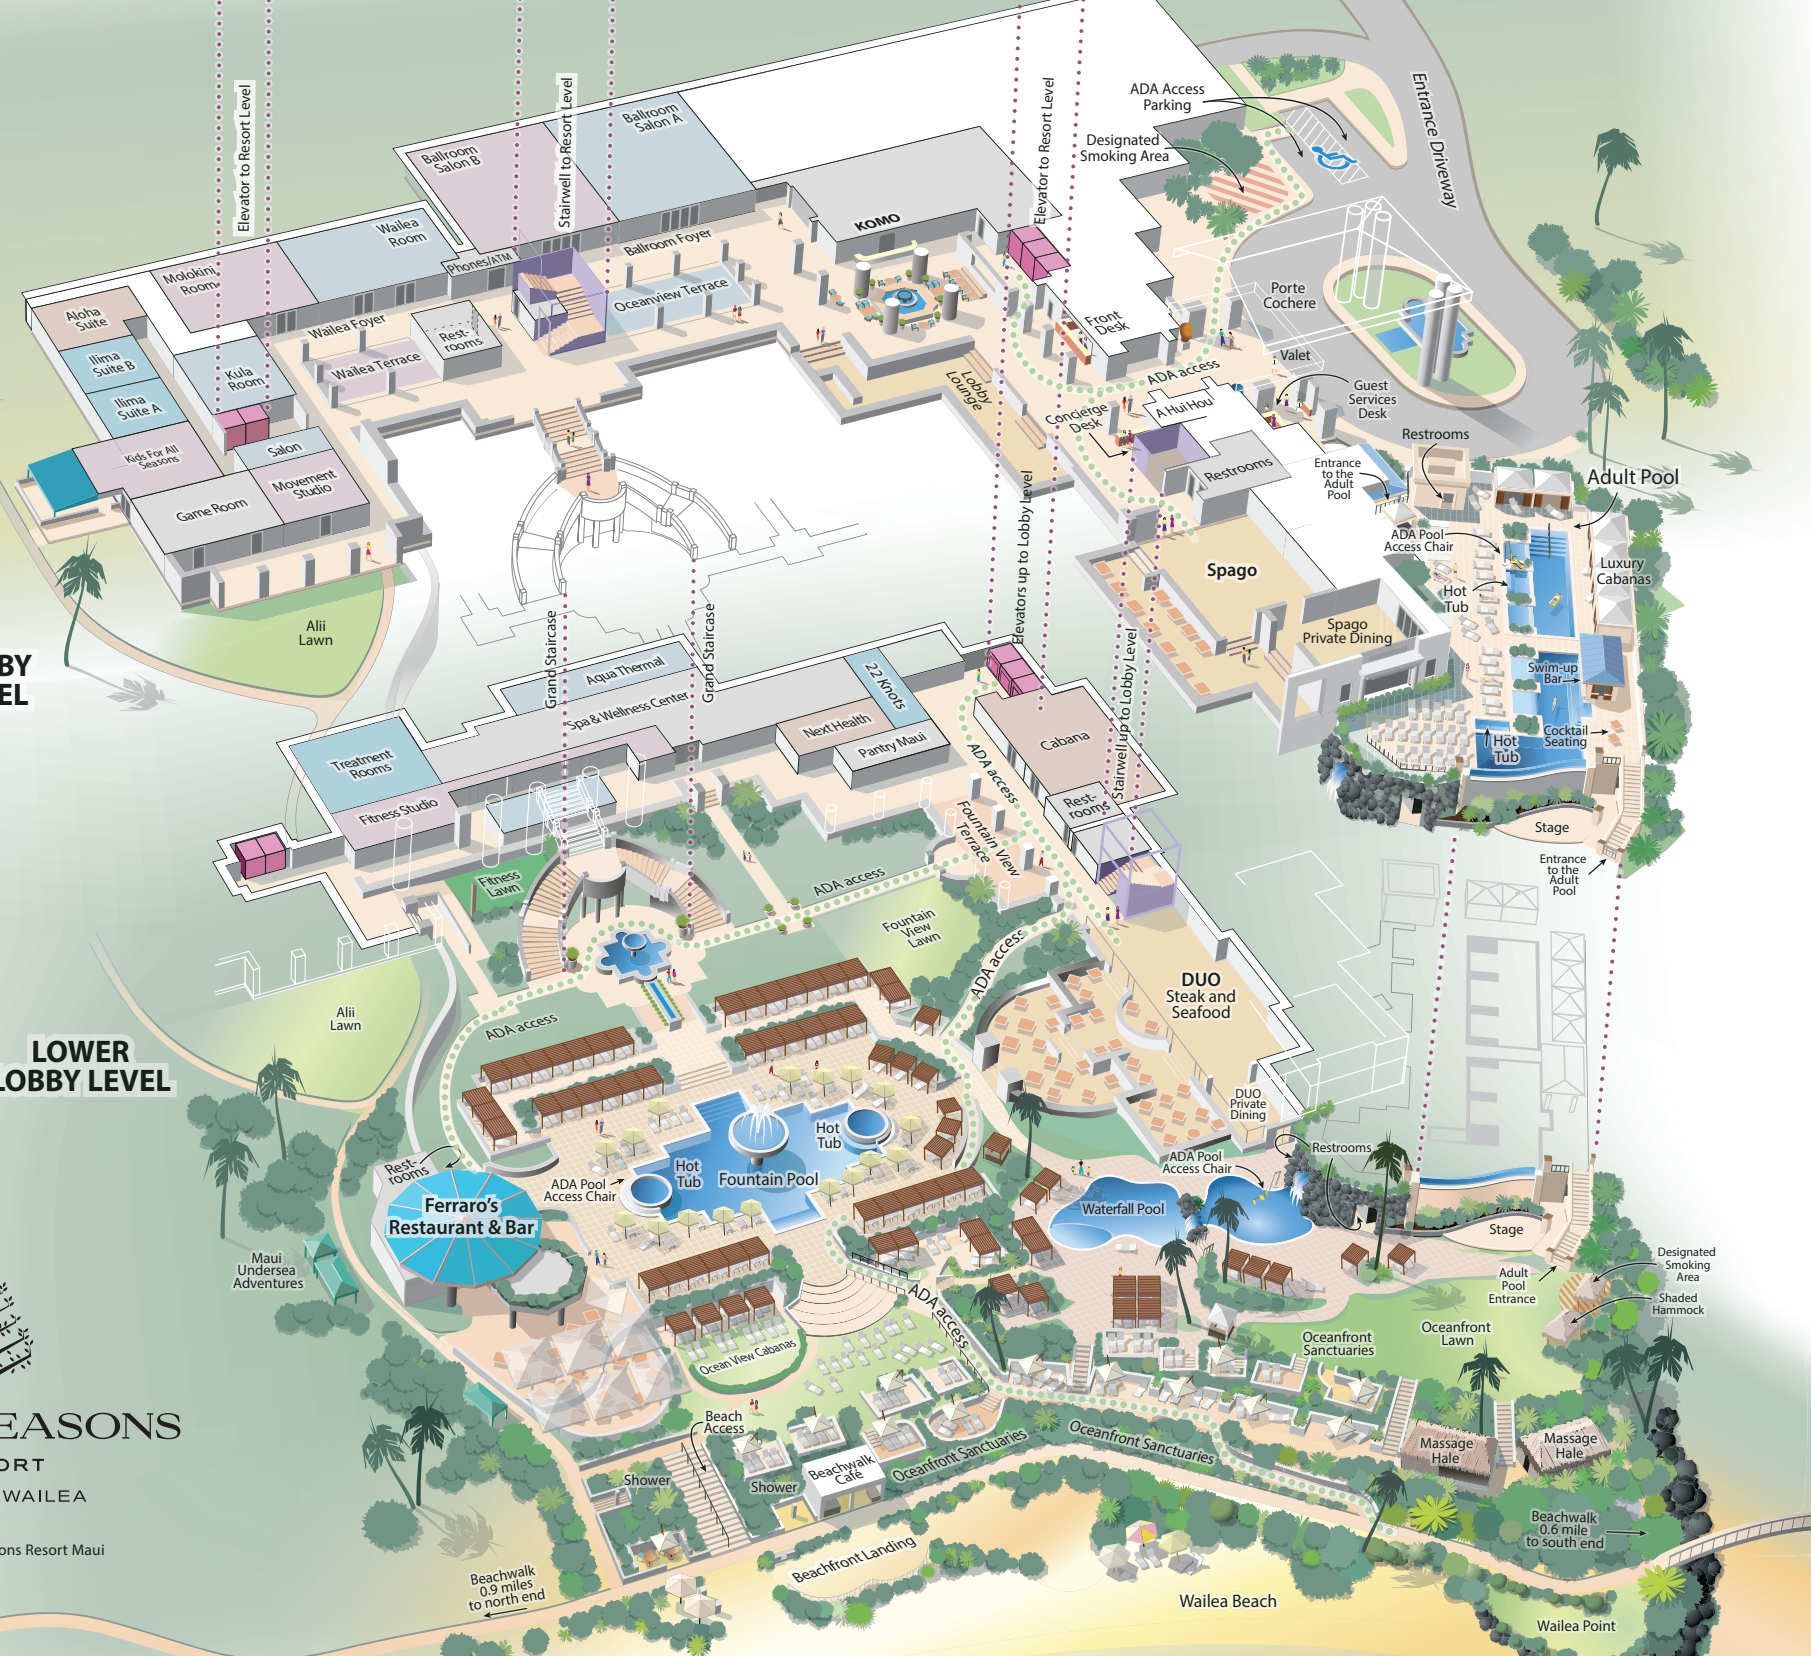 Elevator to Resort Level
Stairwell to Resort Level
Elevator to Resort Level
ADA Access
Parking
Designated
Smoking Area
Entrance Driveway
Ballroom
Salon A
Ballroom
Salon B
Wailea
Room
Molokini
Room
Aloha
Suite
Ilima
Suite B
Ilima
Suite A
Kids For All
Seasons
Game Room
Movement
Studio
Salon
Kula
Room
Wailea Foyer
Wailea Terrace
Rest-
rooms
Phones/ATM
Ballroom Foyer
Oceanview Terrace
KOMO
Front
Desk
Porte
Cochere
Valet
ADA access
Guest
Services
Desk
Lobby
Lounge
Concierge
Desk
A Hui Hou
Restrooms
Restrooms
Entrance
to the
Adult
Pool
Adult Pool
ADA Pool
Access Chair
Luxury
Cabanas
Hot
Tub
Swim-up
Bar
Cocktail
Seating
Hot
Tub
Stage
Entrance
to the
Adult
Pool
Spago
Spago
Private Dining
Alii
Lawn
BY
EL
Grand Staircase
Grand Staircase
Elevators up to Lobby Level
Stairwell up to Lobby Level
Aqua Thermal
Spa & Wellness Center
22 Knots
Next Health
Pantry Maui
Treatment
Rooms
Fitness Studio
Fitness
Lawn
Cabana
Rest-
rooms
ADA access
Fountain View
Terrace
ADA access
Fountain
View
Lawn
ADA access
DUO
Steak and
Seafood
DUO
Private
Dining
Alii
Lawn
LOWER
LOBBY LEVEL
ADA access
Rest-
rooms
Ferraro's
Restaurant & Bar
ADA Pool
Access Chair
Hot
Tub
Fountain Pool
Hot
Tub
ADA Pool
Access Chair
Restrooms
Waterfall Pool
Stage
Adult
Pool
Entrance
Designated
Smoking
Area
Shaded
Hammock
Maui
Undersea
Adventures
Ocean View Cabanas
ADA access
Oceanfront
Sanctuaries
Oceanfront
Lawn
Beach
Access
Shower
Shower
Beachwalk
Café
Oceanfront Sanctuaries
Oceanfront Sanctuaries
Massage
Hale
Massage
Hale
Beachwalk
0.6 mile
to south end
Beachwalk
0.9 miles
to north end
Beachfront Landing
Wailea Beach
Wailea Point
EASONS
ORT
WAILEA
ons Resort Maui